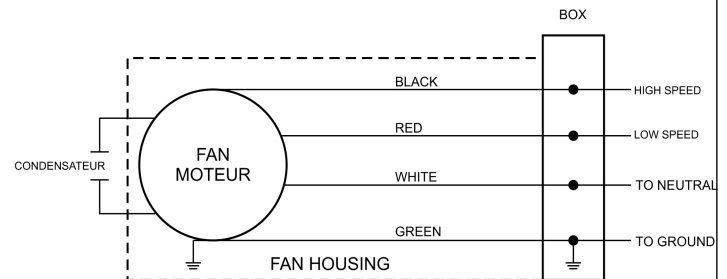 BOX
BLACK
HIGH SPEED
RED
LOW SPEED
CONDENSATEUR
FAN
MOTEUR
WHITE
TO NEUTRAL
GREEN
TO GROUND
FAN HOUSING